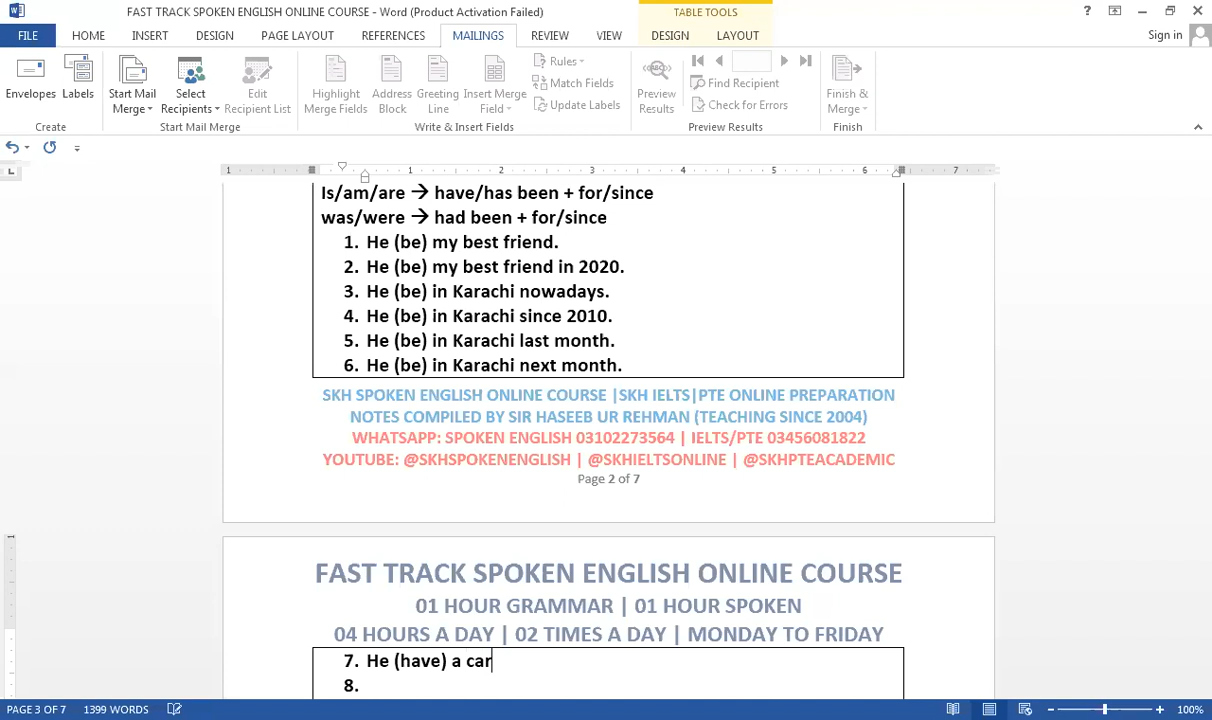 FAST TRACK SPOKEN ENGLISH ONLINE COURSE - Word (Product Activation Failed)
TABLE TOOLS
?
FILE HOME INSERT DESIGN PAGE LAYOUT REFERENCES MAILINGS REVIEW VIEW DESIGN LAYOUT Sign in
Envelopes Labels Start Mail Merge Select Recipients Edit Recipient List Highlight Merge Fields Address Block Greeting Line Insert Merge Field Rules Match Fields Update Labels Preview Results Find Recipient Check for Errors Finish & Merge
Create Start Mail Merge Write & Insert Fields Preview Results Finish
1 1 2 3 4 5 6 7
Is/am/are → have/has been + for/since
was/were → had been + for/since
1. He (be) my best friend.
2. He (be) my best friend in 2020.
3. He (be) in Karachi nowadays.
4. He (be) in Karachi since 2010.
5. He (be) in Karachi last month.
6. He (be) in Karachi next month.
SKH SPOKEN ENGLISH ONLINE COURSE |SKH IELTS|PTE ONLINE PREPARATION
NOTES COMPILED BY SIR HASEEB UR REHMAN (TEACHING SINCE 2004)
WHATSAPP: SPOKEN ENGLISH 03102273564 | IELTS/PTE 03456081822
YOUTUBE: @SKHSPOKENENGLISH | @SKHIELTSONLINE | @SKHPTEACADEMIC
Page 2 of 7
1
FAST TRACK SPOKEN ENGLISH ONLINE COURSE
01 HOUR GRAMMAR | 01 HOUR SPOKEN
04 HOURS A DAY | 02 TIMES A DAY | MONDAY TO FRIDAY
7. He (have) a car
8.
PAGE 3 OF 7 1399 WORDS 100%